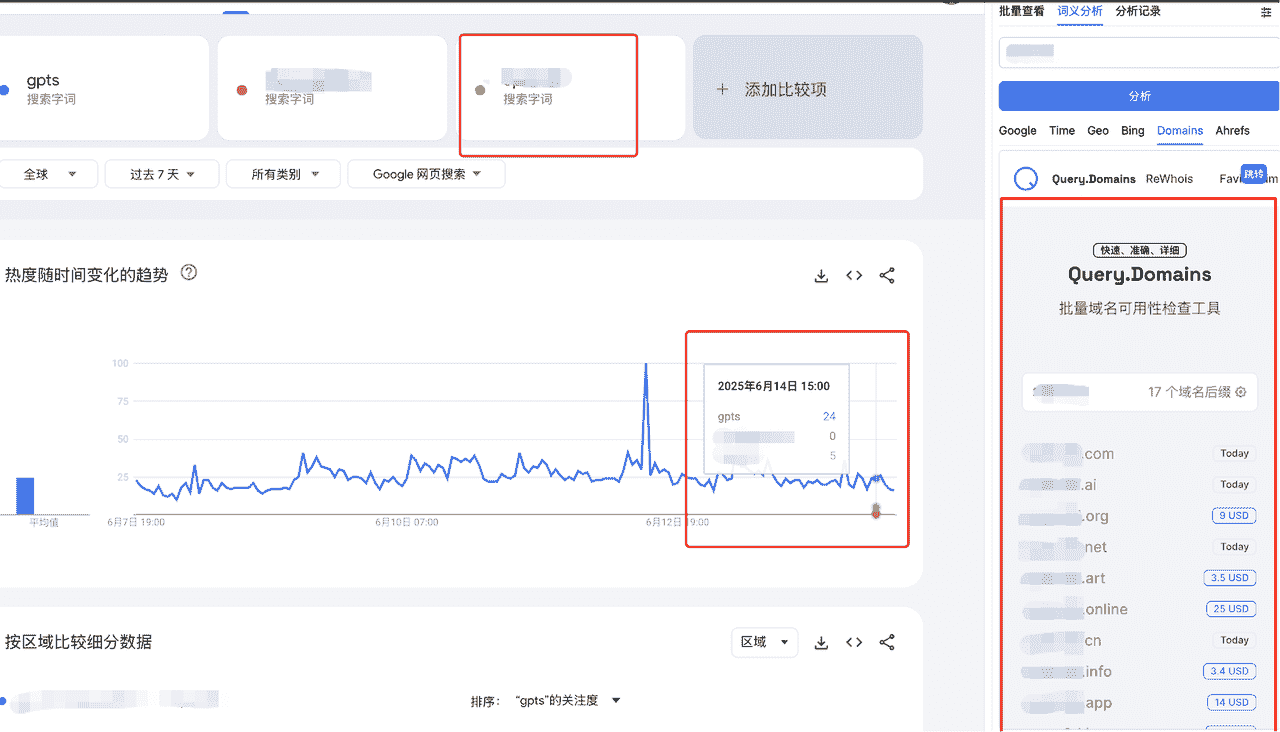 批量查看 词义分析 分析记录
gpts
搜索字词
搜索字词
搜索字词
+ 添加比较项
全球
过去 7 天
所有类别
Google 网页搜索
热度随时间变化的趋势
100
75
50
25
平均值
6月7日 19:00
6月10日 07:00
6月12日 19:00
2025年6月14日 15:00
gpts 24
0
5
按区域比较细分数据
区域
排序： “gpts”的关注度
分析
Google Time Geo Bing Domains Ahrefs
Query.Domains ReWhois
跳转
快速、准确、详细
Query.Domains
批量域名可用性检查工具
17 个域名后缀
.com Today
.ai Today
.org 9 USD
.net Today
.art 3.5 USD
.online 25 USD
cn Today
.info 3.4 USD
app 14 USD